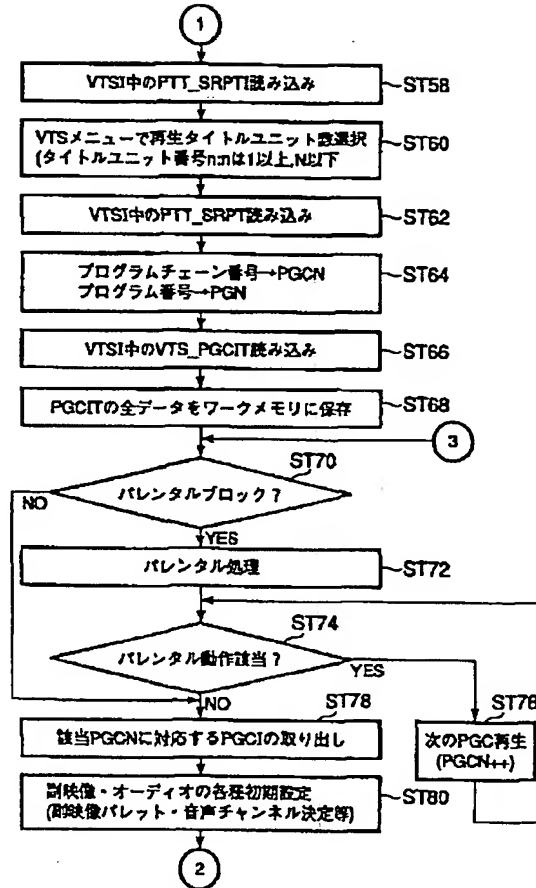 1
VTSI中のPTT_SRPTI読み込み
ST58
VTSメニューで再生タイトルユニット数選択
(タイトルユニット番号n:nは1以上,N以下
ST60
VTSI中のPTT_SRPT読み込み
ST62
プログラムチェーン番号→PGCN
プログラム番号→PGN
ST64
VTSI中のVTS_PGCIT読み込み
ST66
PGCITの全データをワークメモリに保存
ST68
3
ST70
パレンタルブロック?
NO
YES
パレンタル処理
ST72
ST74
パレンタル動作該当?
YES
NO
ST78
該当PGCNに対応するPGCIの取り出し
ST76
次のPGC再生
(PGCN++)
副映像・オーディオの各種初期設定
(副映像パレット・音声チャンネル決定等)
ST80
2